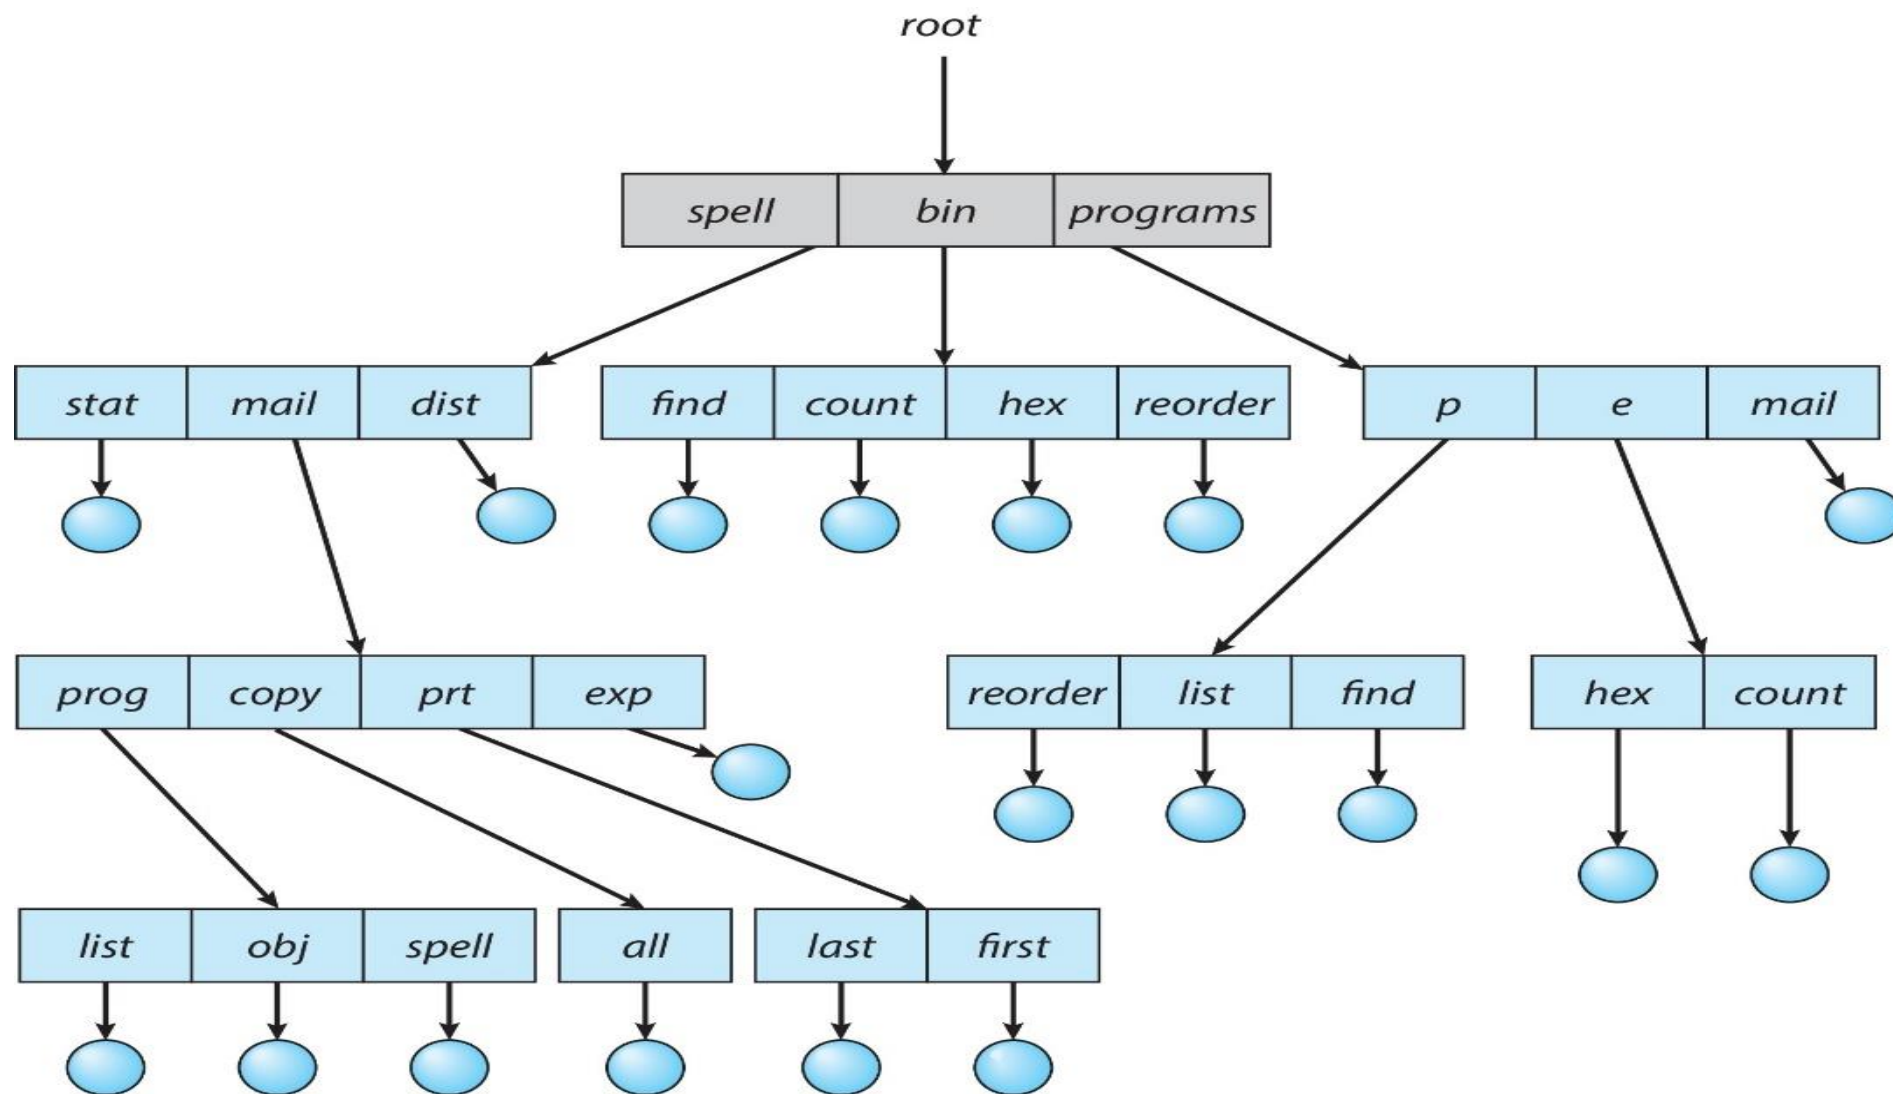 root
spell bin programs
stat mail dist find count hex reorder p e mail
prog copy prt exp reorder list find hex count
list obj spell all last first